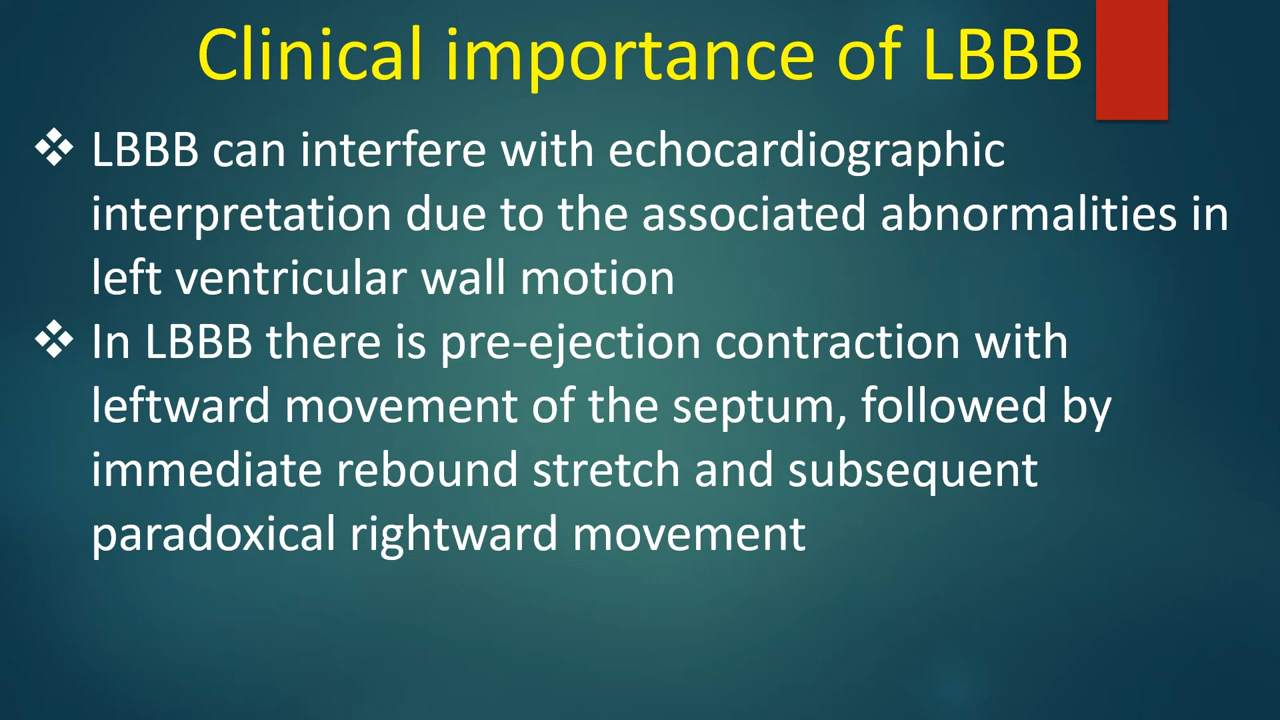 Clinical importance of LBBB
❖ LBBB can interfere with echocardiographic
interpretation due to the associated abnormalities in
left ventricular wall motion
❖ In LBBB there is pre-ejection contraction with
leftward movement of the septum, followed by
immediate rebound stretch and subsequent
paradoxical rightward movement